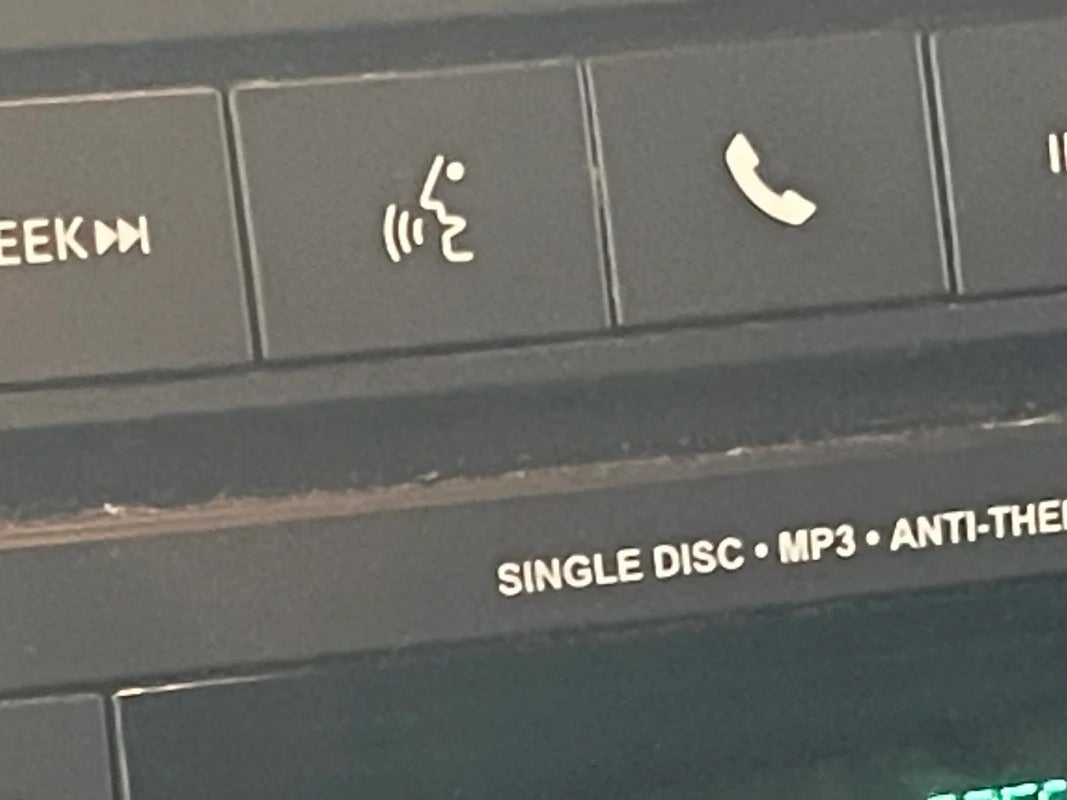 EEK
SINGLE DISC • MP3 • ANTI-THE